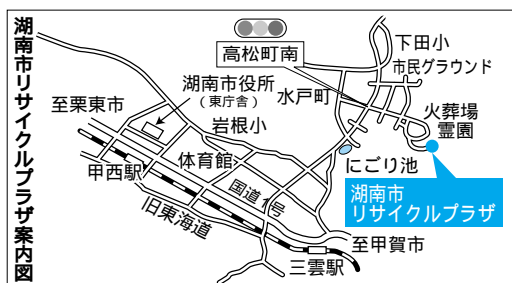 湖南市リサイクルプラザ案内図
高松町南
下田小
市民グラウンド
湖南市役所
(東庁舎)
水戸町
至栗東市
岩根小
火葬場
霊園
甲西駅
体育館
国道1号
にごり池
湖南市
リサイクルプラザ
旧東海道
至甲賀市
三雲駅